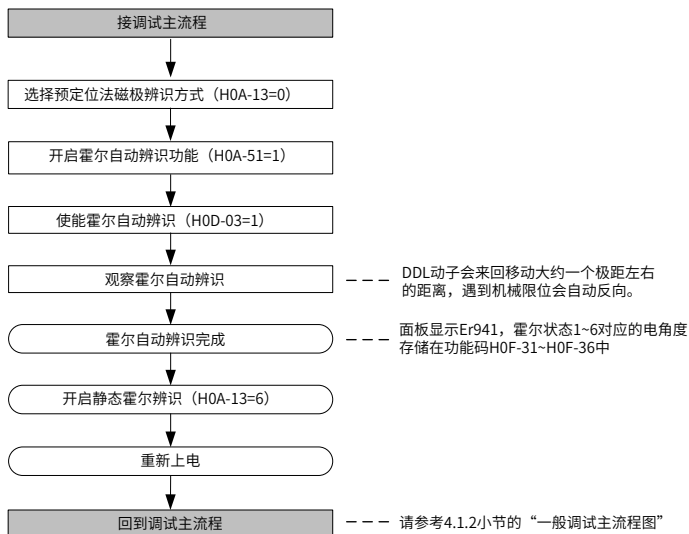 接调试主流程
选择预定位法磁极辨识方式（H0A-13=0）
开启霍尔自动辨识功能（H0A-51=1）
使能霍尔自动辨识（H0D-03=1）
观察霍尔自动辨识
DDL动子会来回移动大约一个极距左右
的距离，遇到机械限位会自动反向。
霍尔自动辨识完成
面板显示Er941，霍尔状态1~6对应的电角度
存储在功能码H0F-31~H0F-36中
开启静态霍尔辨识（H0A-13=6）
重新上电
回到调试主流程
请参考4.1.2小节的“一般调试主流程图”